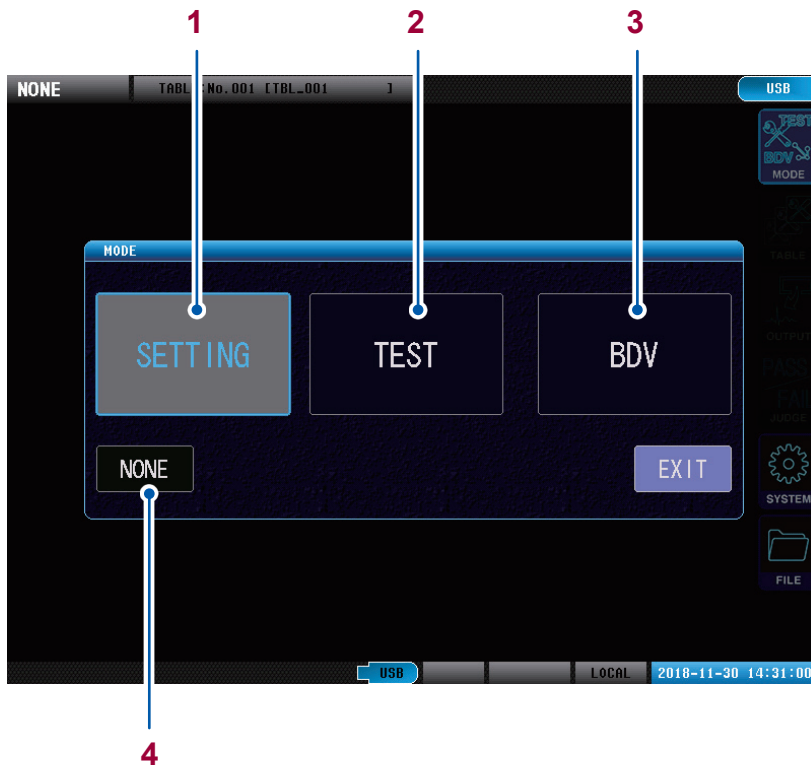 1 2 3
NONE TABLE:No.001 [TBL_001 ] USB
TEST
BDV
MODE
MODE
TABLE
SETTING TEST BDV
OUTPUT
PASS
FAIL
JUDGE
NONE EXIT
SYSTEM
FILE
USB LOCAL 2018-11-30 14:31:00
4